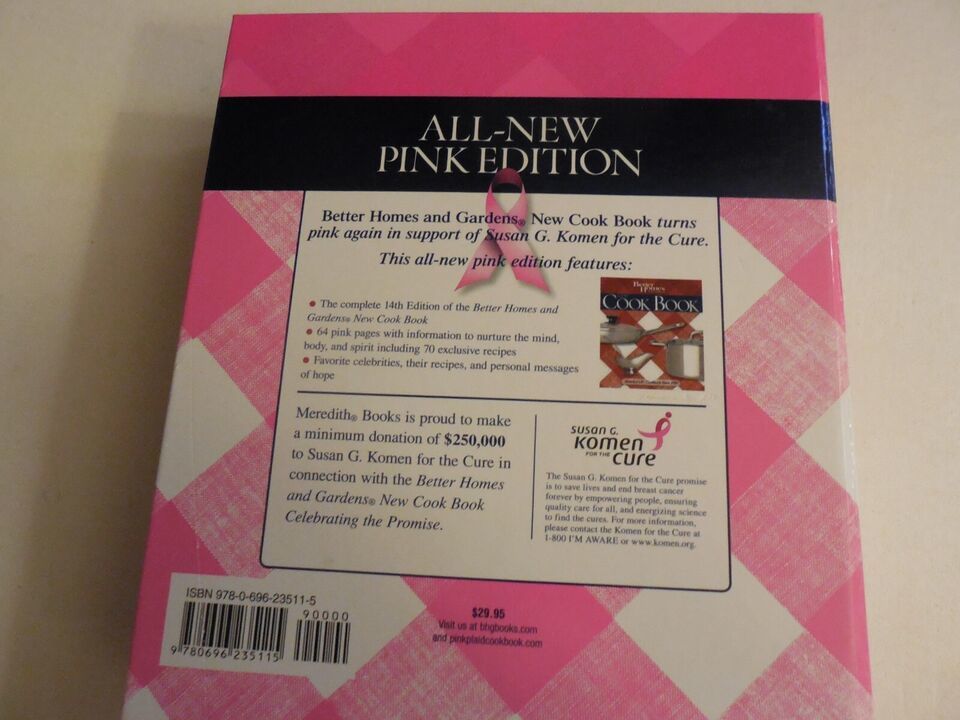 ALL-NEW
PINK EDITION
Better Homes and Gardens® New Cook Book turns
pink again in support of Susan G. Komen for the Cure.
This all-new pink edition features:
• The complete 14th Edition of the Better Homes and
Gardens® New Cook Book
• 64 pink pages with information to nurture the mind,
body, and spirit including 70 exclusive recipes
• Favorite celebrities, their recipes, and personal messages
of hope
Better
Homes
COOK BOOK
Meredith® Books is proud to make
a minimum donation of $250,000
to Susan G. Komen for the Cure in
connection with the Better Homes
and Gardens® New Cook Book
Celebrating the Promise.
SUSAN G.
Komen
FOR THE
CURE
The Susan G. Komen for the Cure promise
is to save lives and end breast cancer
forever by empowering people, ensuring
quality care for all, and energizing science
to find the cures. For more information,
please contact the Komen for the Cure at
1-800 I'M AWARE or www.komen.org.
ISBN 978-0-696-23511-5
90000
9 780696 235115
$29.95
Visit us at bhgbooks.com
and pinkplaidcookbook.com